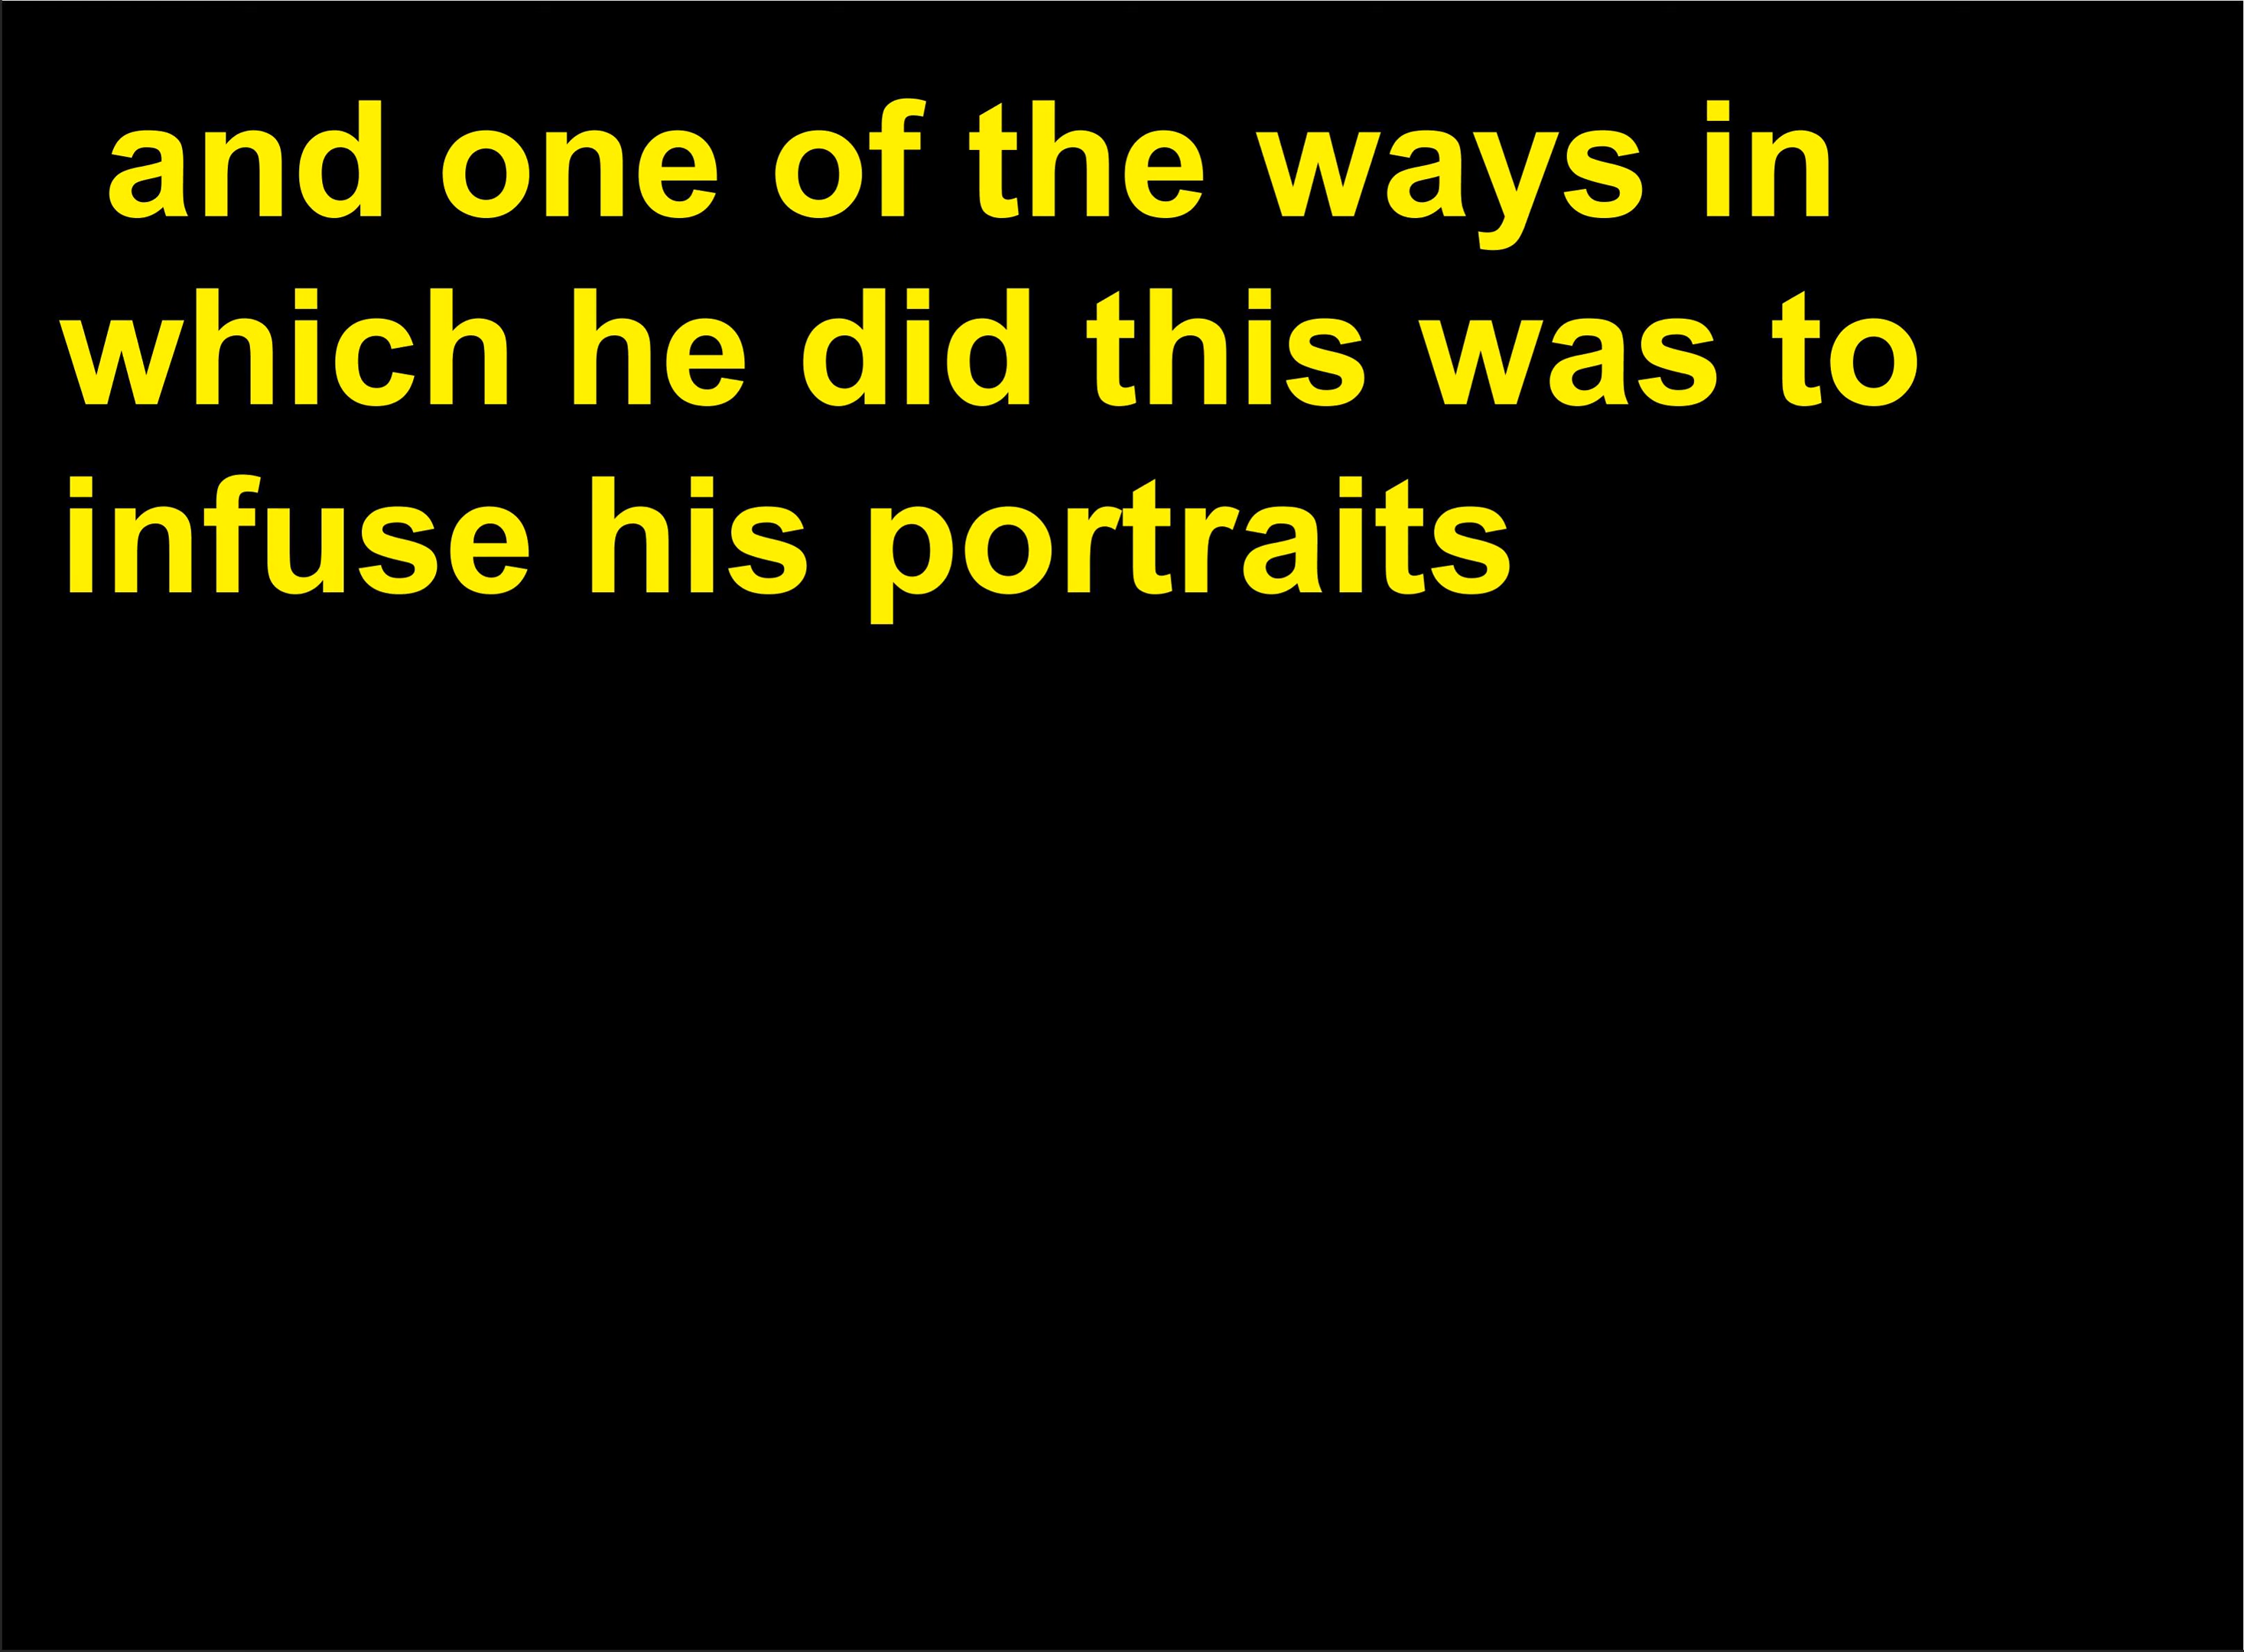 and one of the ways in
which he did this was to
infuse his portraits